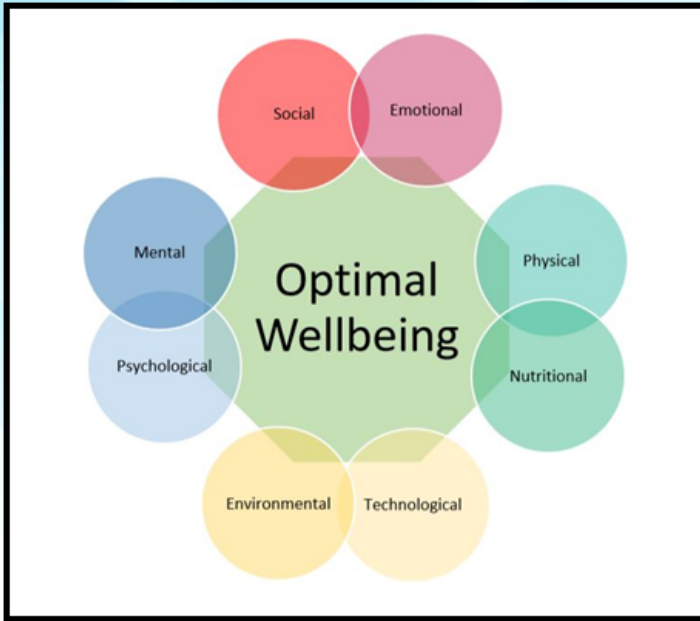 Social
Emotional
Mental
Physical
Optimal
Wellbeing
Psychological
Nutritional
Environmental
Technological